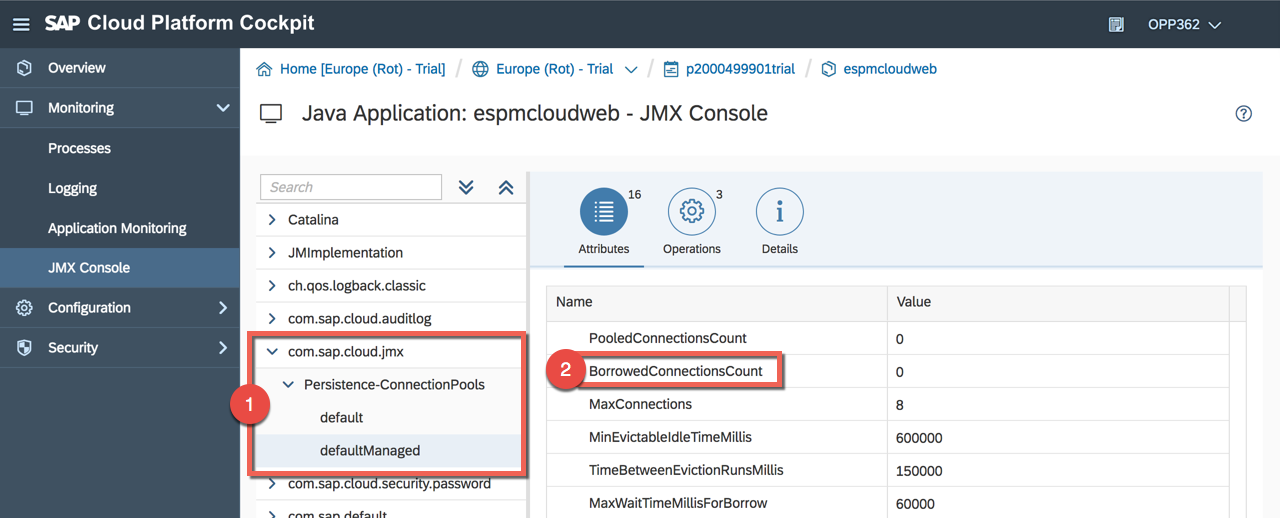 SAP Cloud Platform Cockpit
OPP362
Overview
Monitoring
Processes
Logging
Application Monitoring
JMX Console
Configuration
Security
Home [Europe (Rot) - Trial] / Europe (Rot) - Trial / p2000499901trial / espmcloudweb
Java Application: espmcloudweb - JMX Console
Search
Catalina
JMImplementation
ch.qos.logback.classic
com.sap.cloud.auditlog
com.sap.cloud.jmx
Persistence-ConnectionPools
1
default
defaultManaged
com.sap.cloud.security.password
com.sap.default
16
Attributes
3
Operations
Details
Name Value
PooledConnectionsCount 0
2 BorrowedConnectionsCount 0
MaxConnections 8
MinEvictableIdleTimeMillis 600000
TimeBetweenEvictionRunsMillis 150000
MaxWaitTimeMillisForBorrow 60000